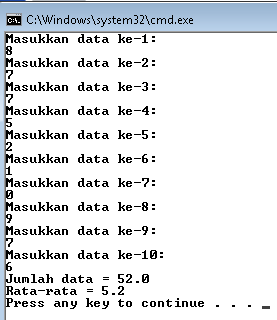 C:\Windows\system32\cmd.exe
Masukkan data ke-1:
8
Masukkan data ke-2:
7
Masukkan data ke-3:
7
Masukkan data ke-4:
5
Masukkan data ke-5:
2
Masukkan data ke-6:
1
Masukkan data ke-7:
0
Masukkan data ke-8:
9
Masukkan data ke-9:
7
Masukkan data ke-10:
6
Jumlah data = 52.0
Rata-rata = 5.2
Press any key to continue . . . _